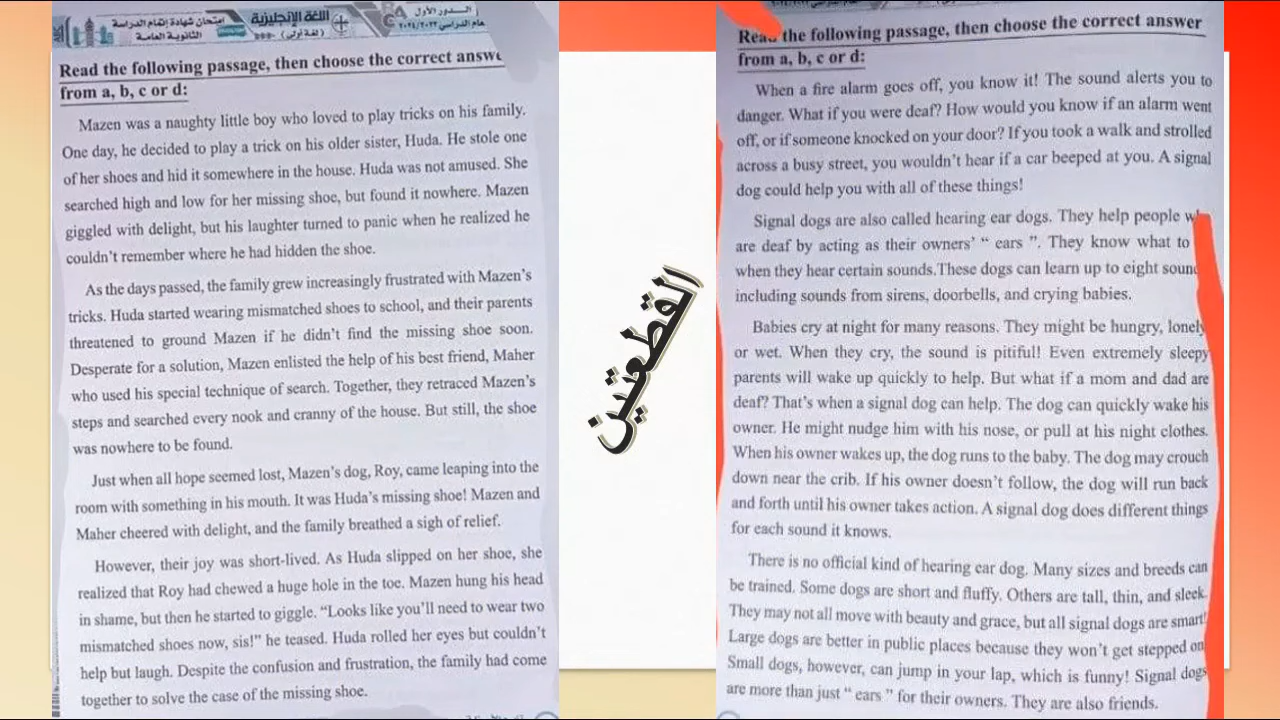 امتحان شهادة إتمام الدراسة
الثانوية العامة
اللغة الإنجليزية
(لغة أولى)
الــدور الأول
عام الدراسي ٢٠٢٣/٢٠٢٤
Read the following passage, then choose the correct answe
from a, b, c or d:
Mazen was a naughty little boy who loved to play tricks on his family.
One day, he decided to play a trick on his older sister, Huda. He stole one
of her shoes and hid it somewhere in the house. Huda was not amused. She
searched high and low for her missing shoe, but found it nowhere. Mazen
giggled with delight, but his laughter turned to panic when he realized he
couldn't remember where he had hidden the shoe.
As the days passed, the family grew increasingly frustrated with Mazen's
tricks. Huda started wearing mismatched shoes to school, and their parents
threatened to ground Mazen if he didn't find the missing shoe soon.
Desperate for a solution, Mazen enlisted the help of his best friend, Maher
who used his special technique of search. Together, they retraced Mazen's
steps and searched every nook and cranny of the house. But still, the shoe
was nowhere to be found.
Just when all hope seemed lost, Mazen's dog, Roy, came leaping into the
room with something in his mouth. It was Huda's missing shoe! Mazen and
Maher cheered with delight, and the family breathed a sigh of relief.
However, their joy was short-lived. As Huda slipped on her shoe, she
realized that Roy had chewed a huge hole in the toe. Mazen hung his head
in shame, but then he started to giggle. "Looks like you'll need to wear two
mismatched shoes now, sis!" he teased. Huda rolled her eyes but couldn't
help but laugh. Despite the confusion and frustration, the family had come
together to solve the case of the missing shoe.
القطعتين
Read the following passage, then choose the correct answer
from a, b, c or d:
When a fire alarm goes off, you know it! The sound alerts you to
danger. What if you were deaf? How would you know if an alarm went
off, or if someone knocked on your door? If you took a walk and strolled
across a busy street, you wouldn't hear if a car beeped at you. A signal
dog could help you with all of these things!
Signal dogs are also called hearing ear dogs. They help people w
are deaf by acting as their owners' " ears ". They know what to
when they hear certain sounds.These dogs can learn up to eight soun
including sounds from sirens, doorbells, and crying babies.
Babies cry at night for many reasons. They might be hungry, lonely
or wet. When they cry, the sound is pitiful! Even extremely sleepy
parents will wake up quickly to help. But what if a mom and dad are
deaf? That's when a signal dog can help. The dog can quickly wake his
owner. He might nudge him with his nose, or pull at his night clothes.
When his owner wakes up, the dog runs to the baby. The dog may crouch
down near the crib. If his owner doesn't follow, the dog will run back
and forth until his owner takes action. A signal dog does different things
for each sound it knows.
There is no official kind of hearing ear dog. Many sizes and breeds can
be trained. Some dogs are short and fluffy. Others are tall, thin, and sleek.
They may not all move with beauty and grace, but all signal dogs are smart!
Large dogs are better in public places because they won't get stepped on.
Small dogs, however, can jump in your lap, which is funny! Signal dogs
are more than just " ears " for their owners. They are also friends.